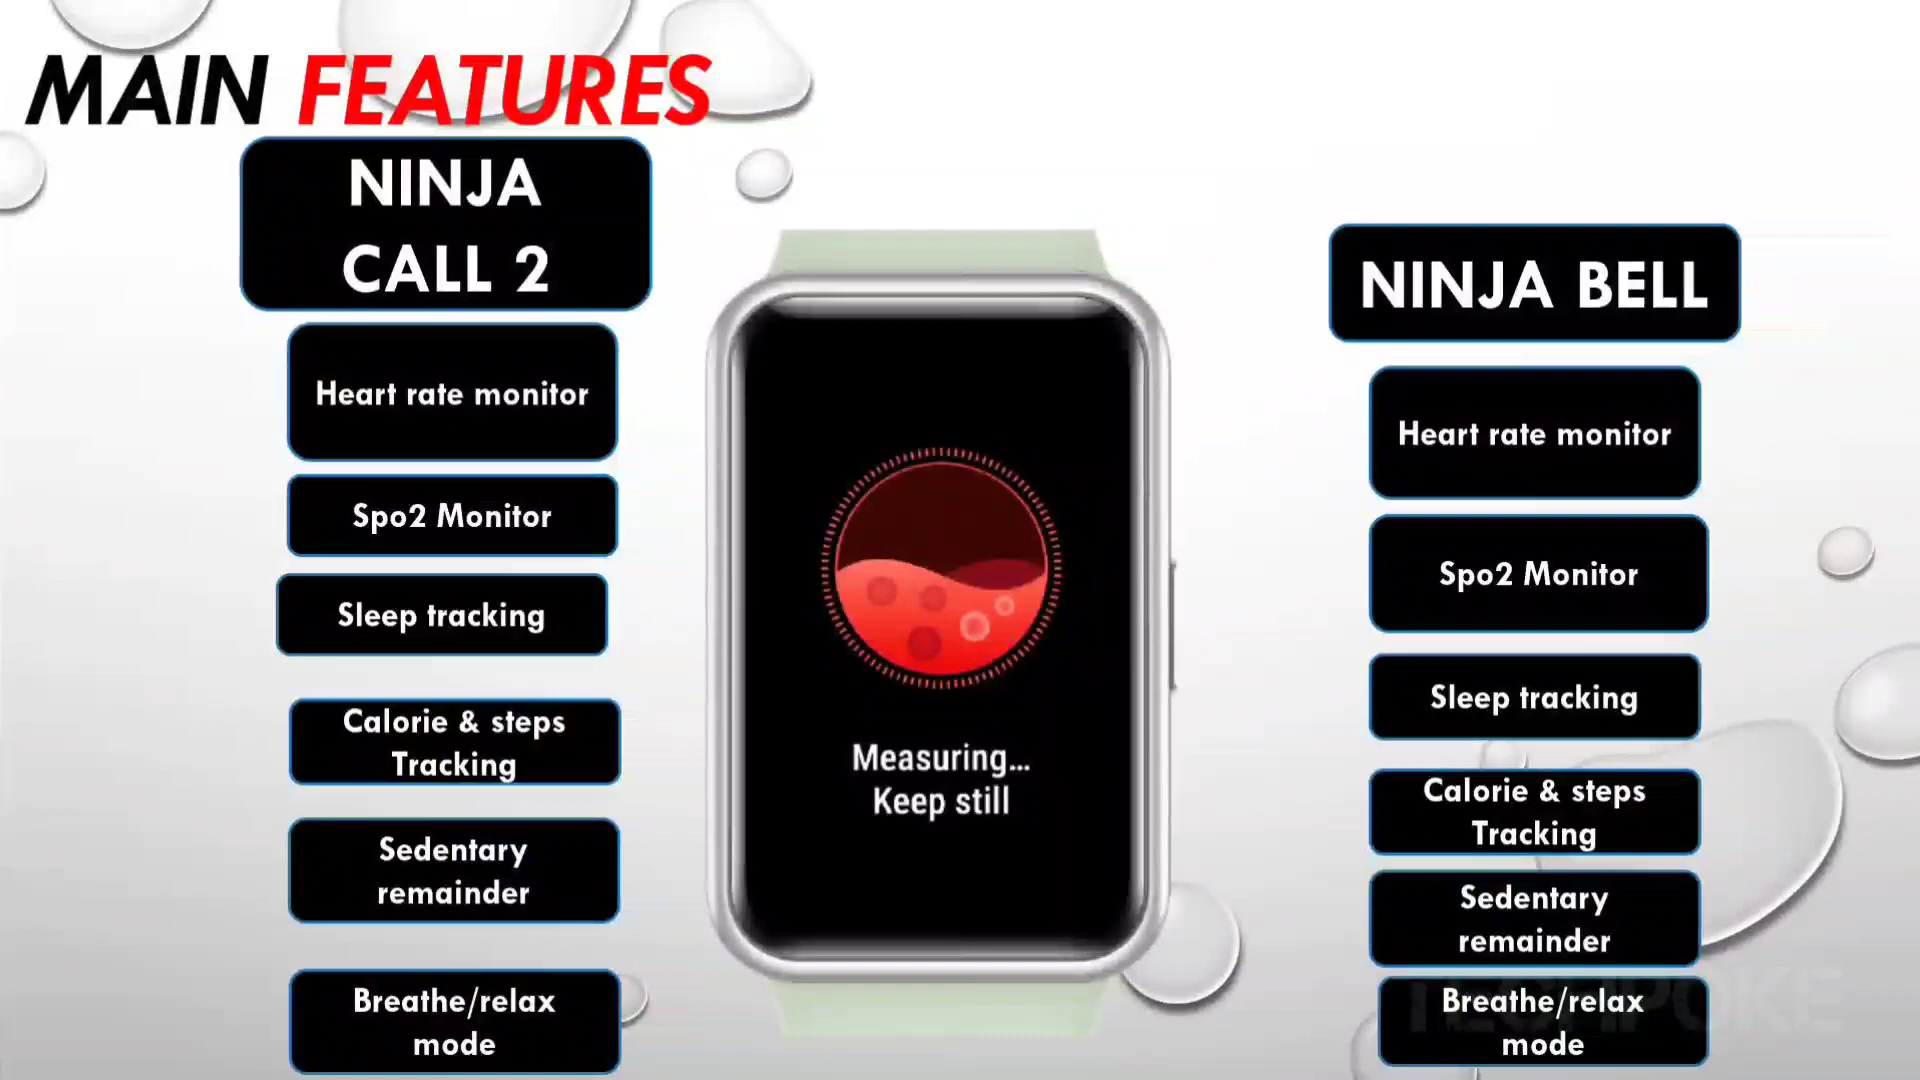 MAIN FEATURES
NINJA
CALL 2
Heart rate monitor
Spo2 Monitor
Sleep tracking
Calorie & steps
Tracking
Sedentary
remainder
Breathe/relax
mode
Measuring...
Keep still
NINJA BELL
Heart rate monitor
Spo2 Monitor
Sleep tracking
Calorie & steps
Tracking
Sedentary
remainder
Breathe/relax
mode
TECHPOKE